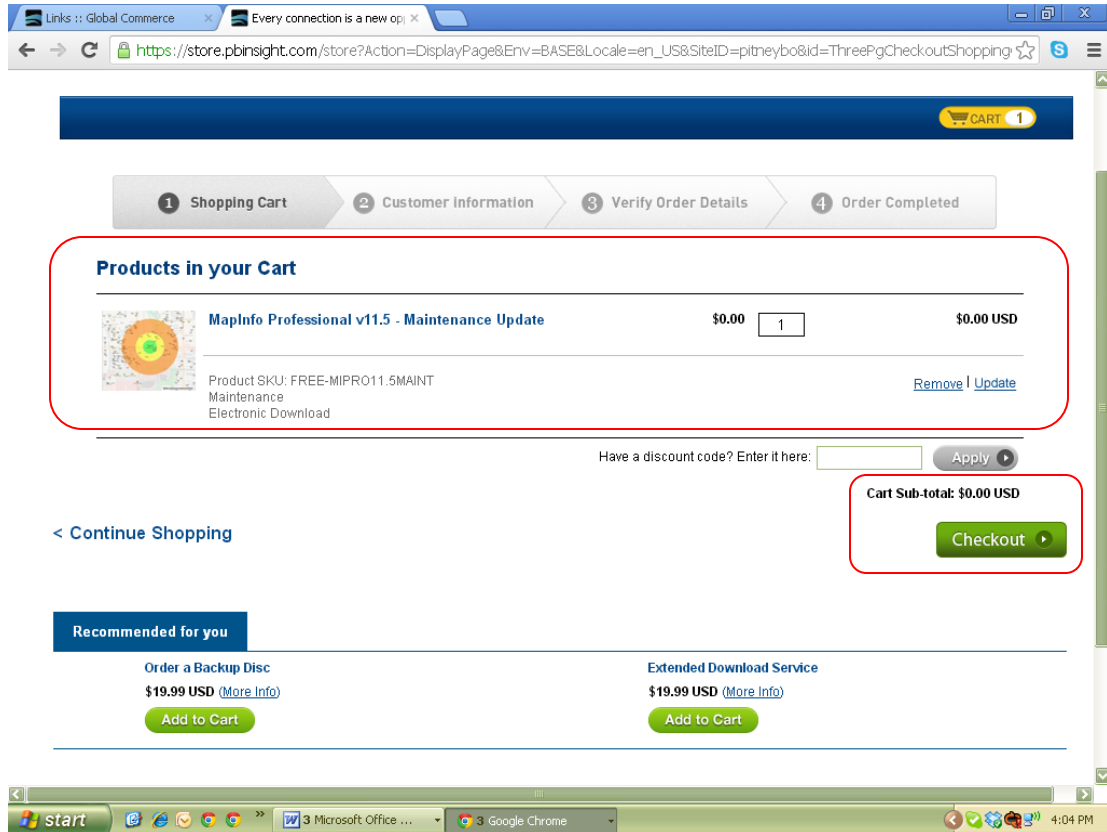 Links :: Global Commerce
Every connection is a new op
https://store.pbinsight.com/store?Action=DisplayPage&Env=BASE&Locale=en_US&SiteID=pitneybo&id=ThreePgCheckoutShopping
CART 1
1 Shopping Cart
2 Customer Information
3 Verify Order Details
4 Order Completed
Products in your Cart
MapInfo Professional v11.5 - Maintenance Update $0.00 1 $0.00 USD
Product SKU: FREE-MIPRO11.5MAINT
Maintenance
Electronic Download
Remove | Update
Have a discount code? Enter it here: Apply
Cart Sub-total: $0.00 USD
< Continue Shopping
Checkout
Recommended for you
Order a Backup Disc
$19.99 USD (More Info)
Add to Cart
Extended Download Service
$19.99 USD (More Info)
Add to Cart
start
3 Microsoft Office ...
3 Google Chrome
4:04 PM